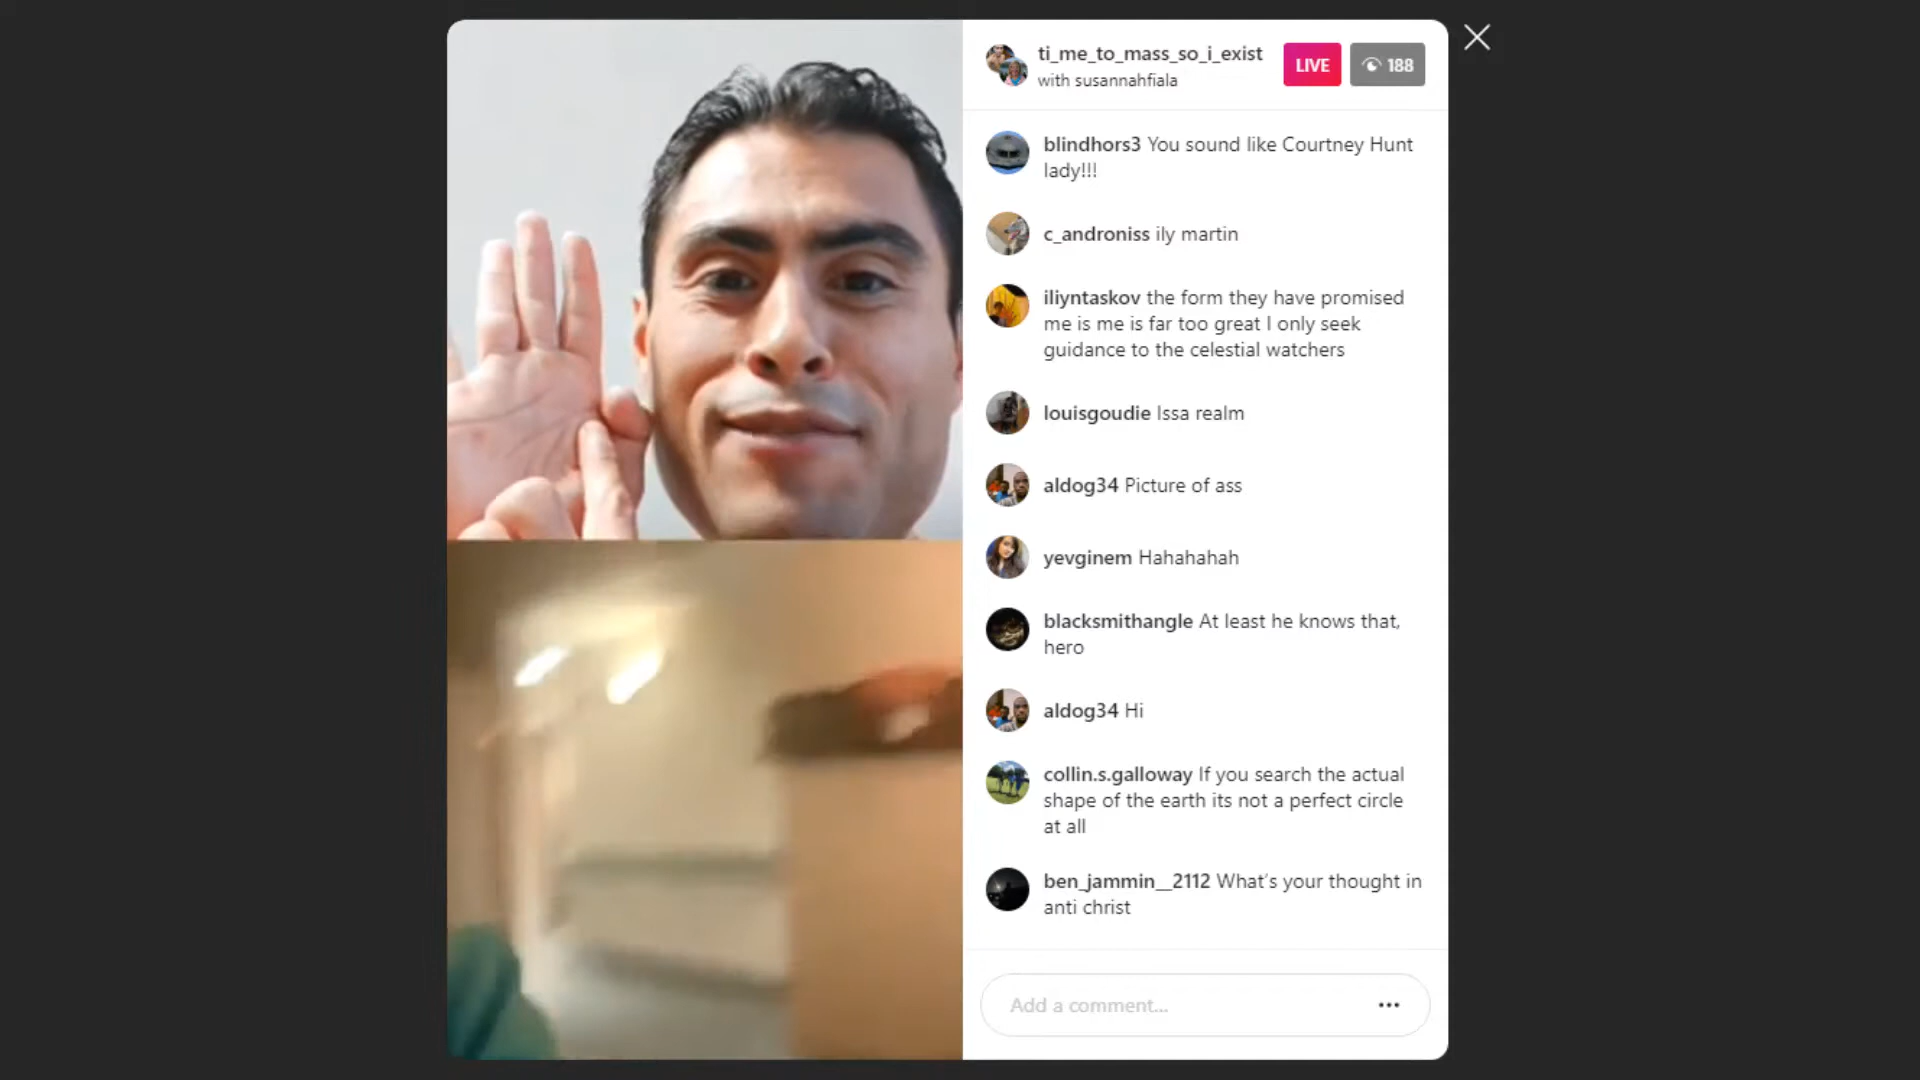 ti_me_to_mass_so_i_exist
with susannahfiala
LIVE
188
blindhors3 You sound like Courtney Hunt
lady!!!
c_androniss ily martin
iliyntaskov the form they have promised
me is me is far too great I only seek
guidance to the celestial watchers
louisgoudie Issa realm
aldog34 Picture of ass
yevginem Hahahahah
blacksmithangle At least he knows that,
hero
aldog34 Hi
collin.s.galloway If you search the actual
shape of the earth its not a perfect circle
at all
ben_jammin__2112 What’s your thought in
anti christ
Add a comment...